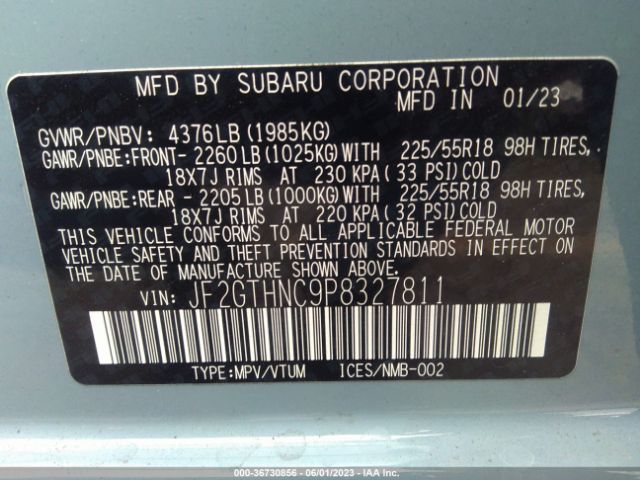 MFD BY SUBARU CORPORATION
MFD IN 01/23
GVWR/PNBV: 4376LB(1985KG)
GAWR/PNBE:FRONT- 2260LB(1025KG)WITH 225/55R18 98H TIRES,
18X7J RIMS AT 230 KPA( 33 PSI)COLD
GAWR/PNBE:REAR - 2205LB(1000KG)WITH 225/55R18 98H TIRES,
18X7J RIMS AT 220 KPA( 32 PSI)COLD
THIS VEHICLE CONFORMS TO ALL APPLICABLE FEDERAL MOTOR
VEHICLE SAFETY AND THEFT PREVENTION STANDARDS IN EFFECT ON
THE DATE OF MANUFACTURE SHOWN ABOVE.
VIN: JF2GTHNC9P8327811
TYPE:MPV/VTUM ICES/NMB-002
000-36730856 - 06/01/2023 - IAA Inc.